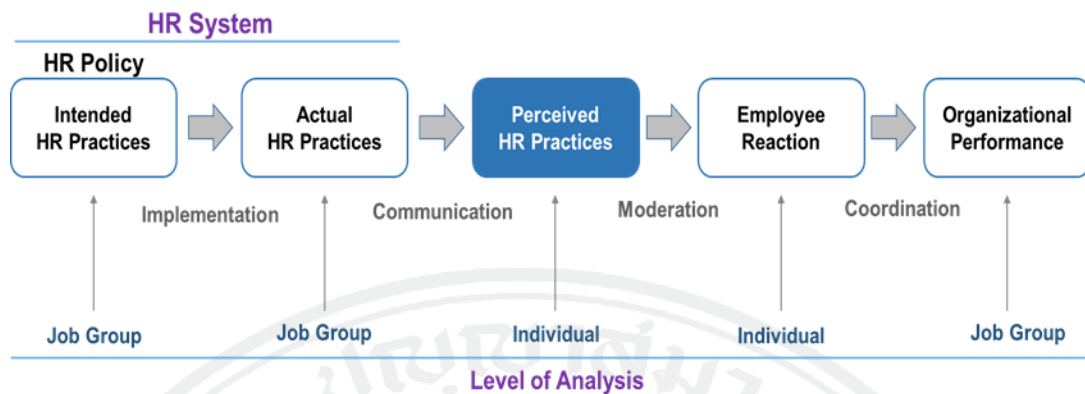 HR System
HR Policy
Intended
HR Practices
Actual
HR Practices
Perceived
HR Practices
Employee
Reaction
Organizational
Performance
Implementation
Communication
Moderation
Coordination
Job Group
Job Group
Individual
Individual
Job Group
Level of Analysis